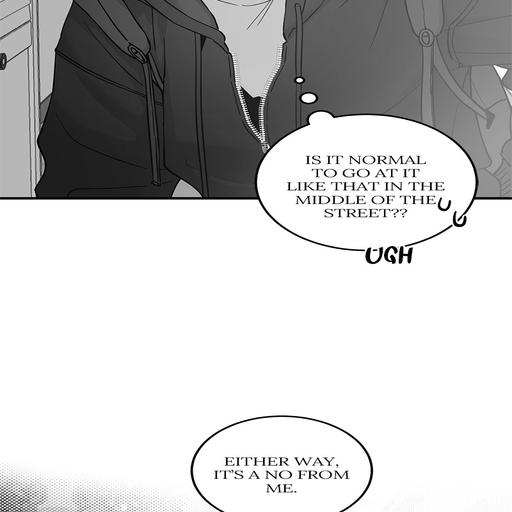 IS IT NORMAL
TO GO AT IT
LIKE THAT IN THE
MIDDLE OF THE
STREET??
UGH
EITHER WAY,
IT'S A NO FROM
ME.